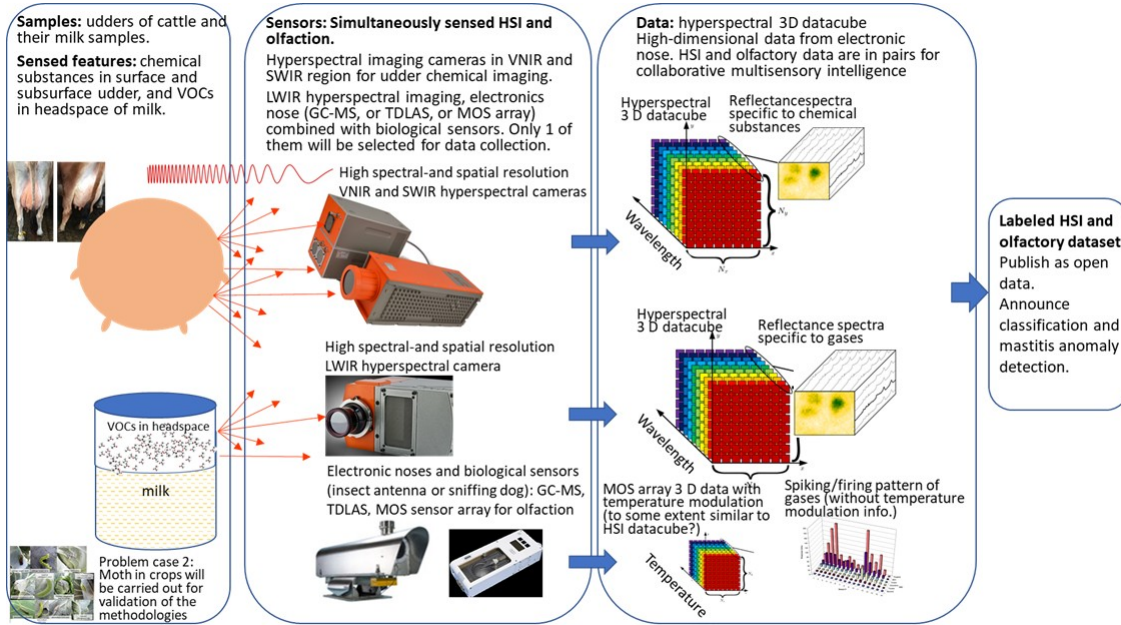 Samples: udders of cattle and
their milk samples.
Sensed features: chemical
substances in surface and
subsurface udder, and VOCs
in headspace of milk.
VOCs in headspace
milk
Problem case 2:
Moth in crops will
be carried out for
validation of the
methodologies
Sensors: Simultaneously sensed HSI and
olfaction.
Hyperspectral imaging cameras in VNIR and
SWIR region for udder chemical imaging.
LWIR hyperspectral imaging, electronics
nose (GC-MS, or TDLAS, or MOS array)
combined with biological sensors. Only 1 of
them will be selected for data collection.
High spectral-and spatial resolution
VNIR and SWIR hyperspectral cameras
High spectral-and spatial resolution
LWIR hyperspectral camera
Electronic noses and biological sensors
(insect antenna or sniffing dog): GC-MS,
TDLAS, MOS sensor array for olfaction
Data: hyperspectral 3D datacube
High-dimensional data from electronic
nose. HSI and olfactory data are in pairs for
collaborative multisensory intelligence
Hyperspectral
3 D datacube
Reflectancespectra
specific to chemical
substances
Wavelength
Hyperspectral
3 D datacube
Reflectance spectra
specific to gases
Wavelength
MOS array 3 D data with
temperature modulation
(to some extent similar to
HSI datacube?)
Temperature
Spiking/firing pattern of
gases (without temperature
modulation info.)
Labeled HSI and
olfactory dataset
Publish as open
data.
Announce
classification and
mastitis anomaly
detection.